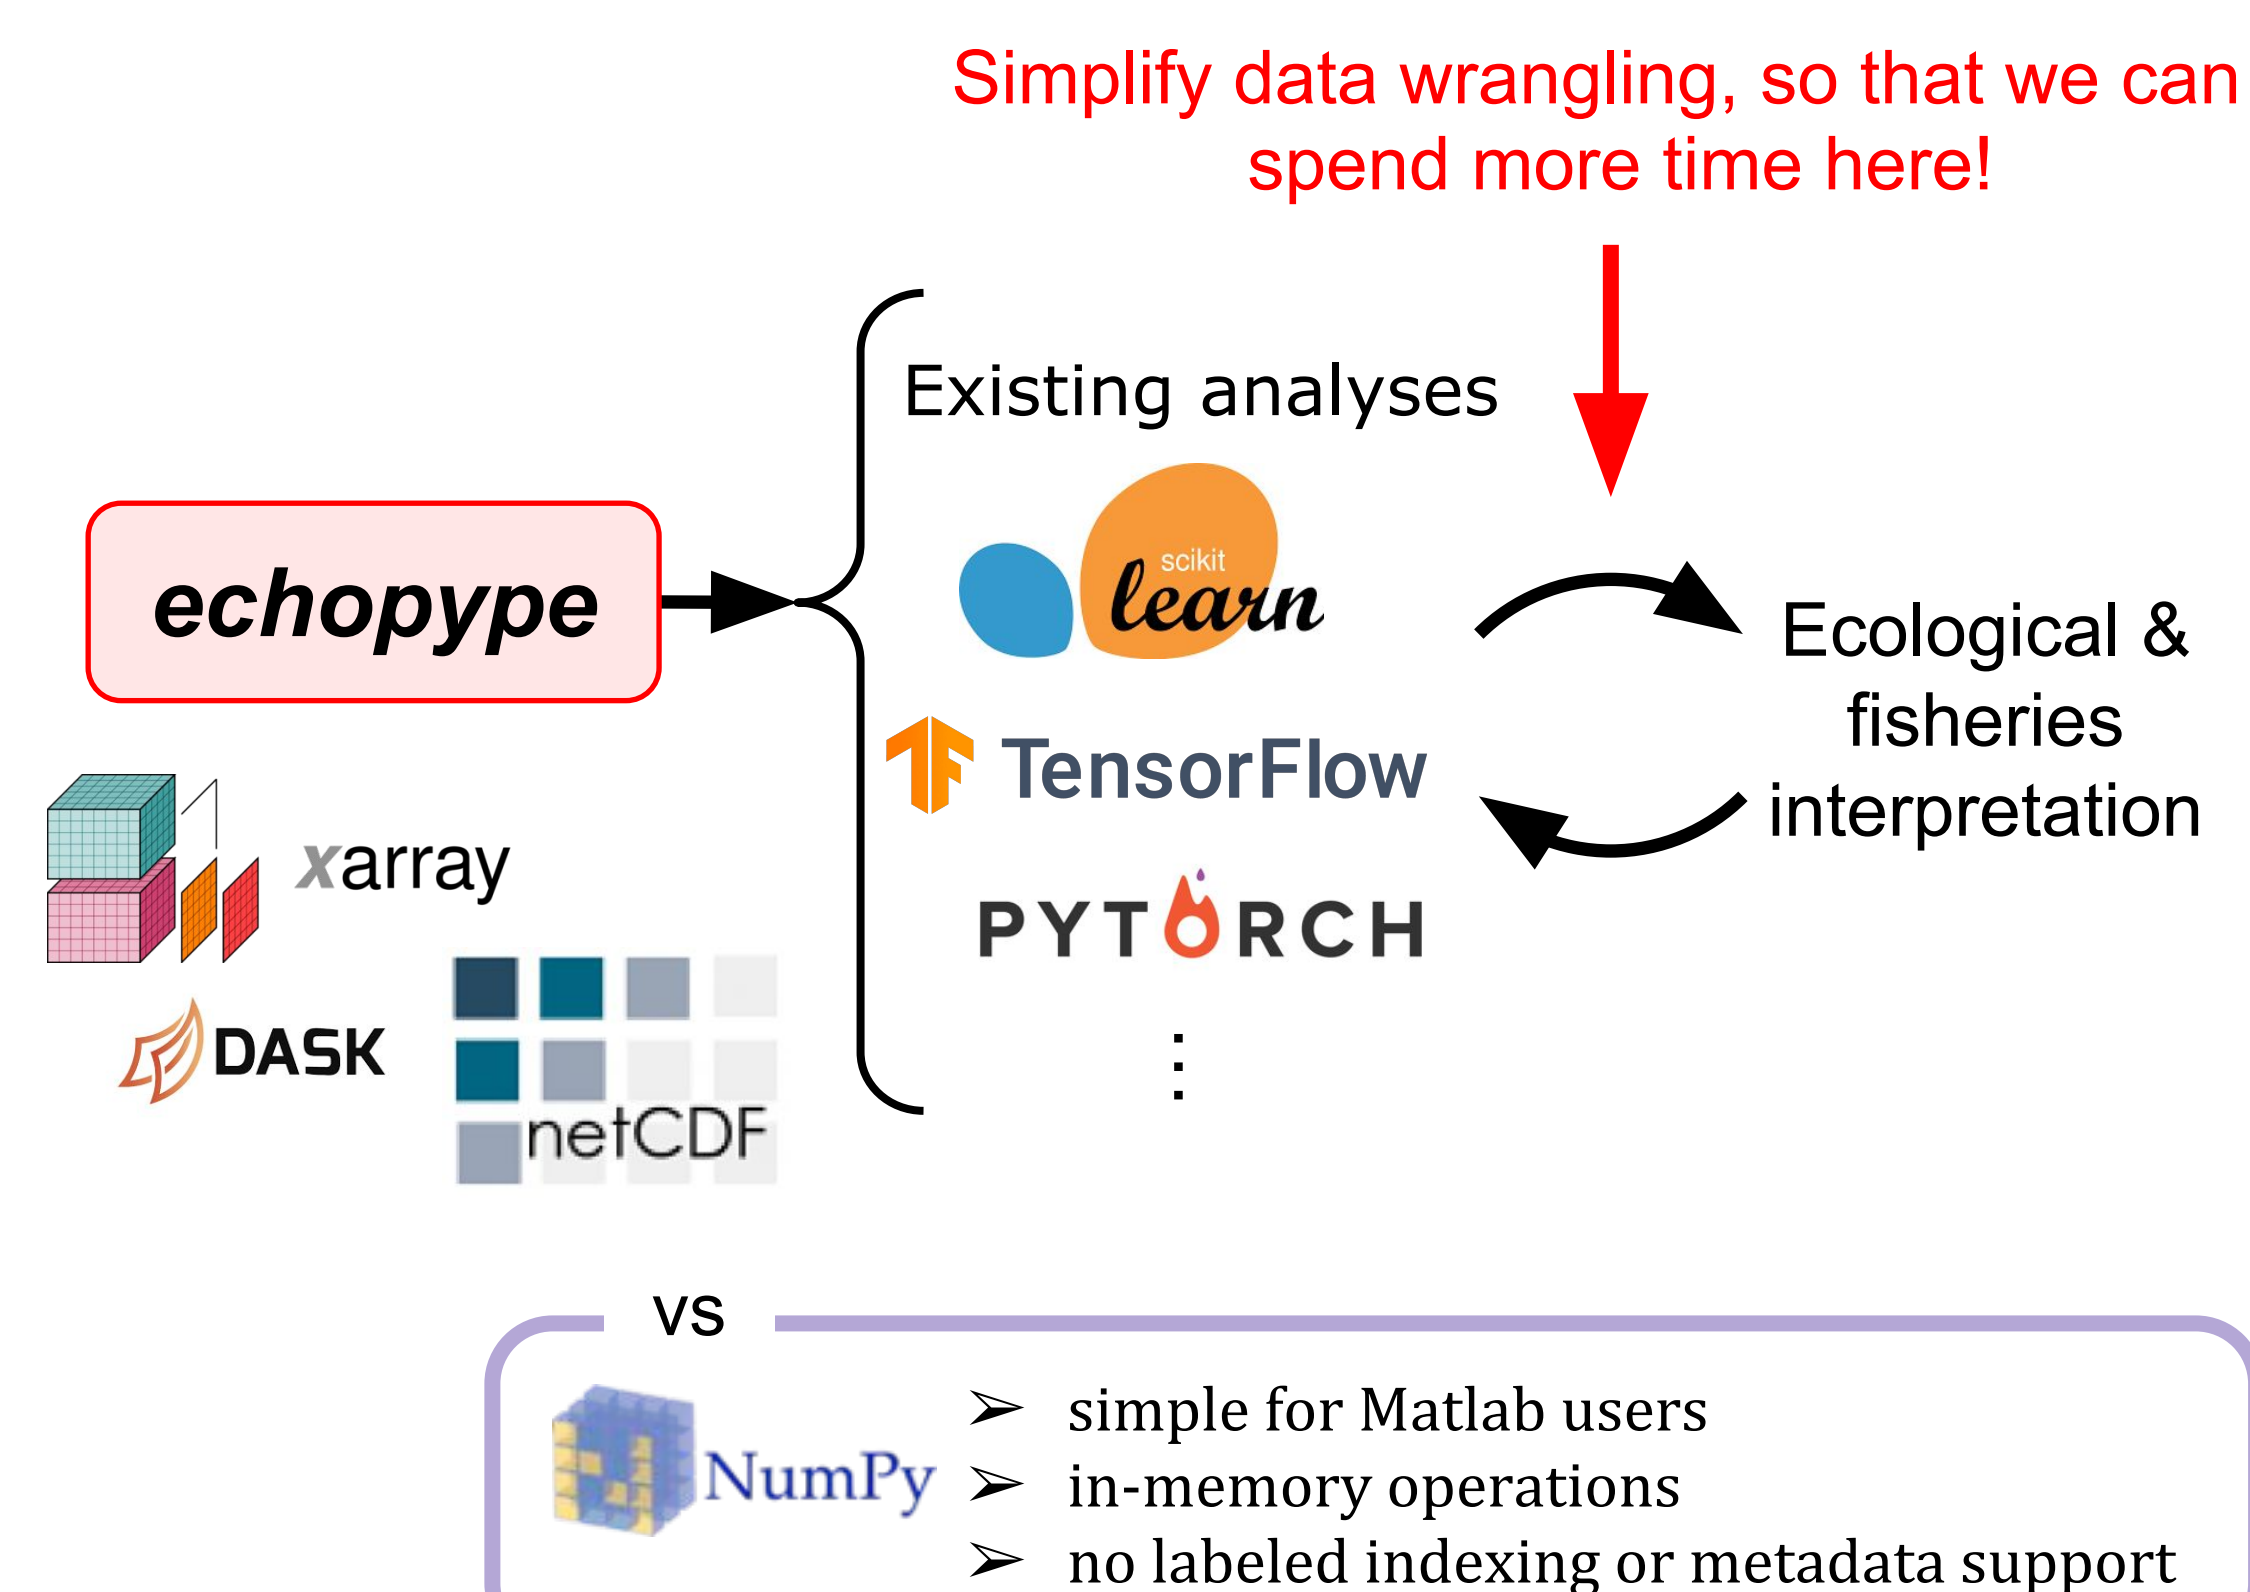 Simplify data wrangling, so that we can
spend more time here!
Existing analyses
scikit
learn
echopype
TensorFlow
PYTORCH
⋮
Ecological &
fisheries
interpretation
xarray
DASK
netCDF
vs
NumPy
➢ simple for Matlab users
➢ in-memory operations
➢ no labeled indexing or metadata support